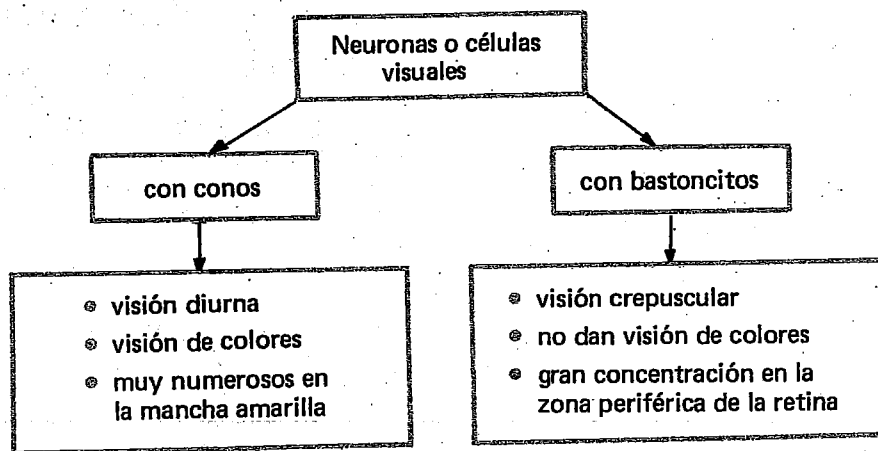 Neuronas o células
visuales
con conos
con bastoncitos
• visión diurna
• visión de colores
• muy numerosos en
la mancha amarilla
• visión crepuscular
• no dan visión de colores
• gran concentración en la
zona periférica de la retina